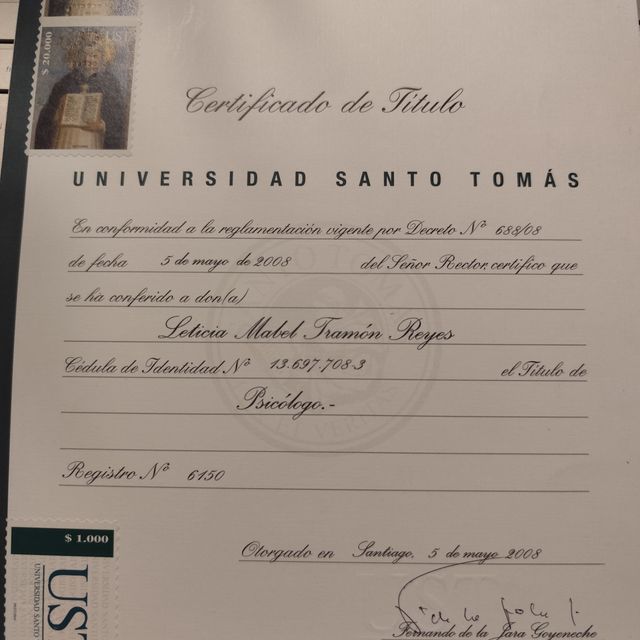 $ 20.000
UST
Certificado de Título
UNIVERSIDAD SANTO TOMÁS
En conformidad a la reglamentación vigente por Decreto Nº 688/08
de fecha 5 de mayo de 2008 del Señor Rector, certifico que
se ha conferido a don(a)
Leticia Mabel Tramón Reyes
Cédula de Identidad Nº 13.697.708-3 el Título de
Psicólogo.-
Registro Nº 6150
$ 1.000
UST
UNIVERSIDAD SANTO
Otorgado en Santiago, 5 de mayo 2008
Fernando de la Jara Goyeneche